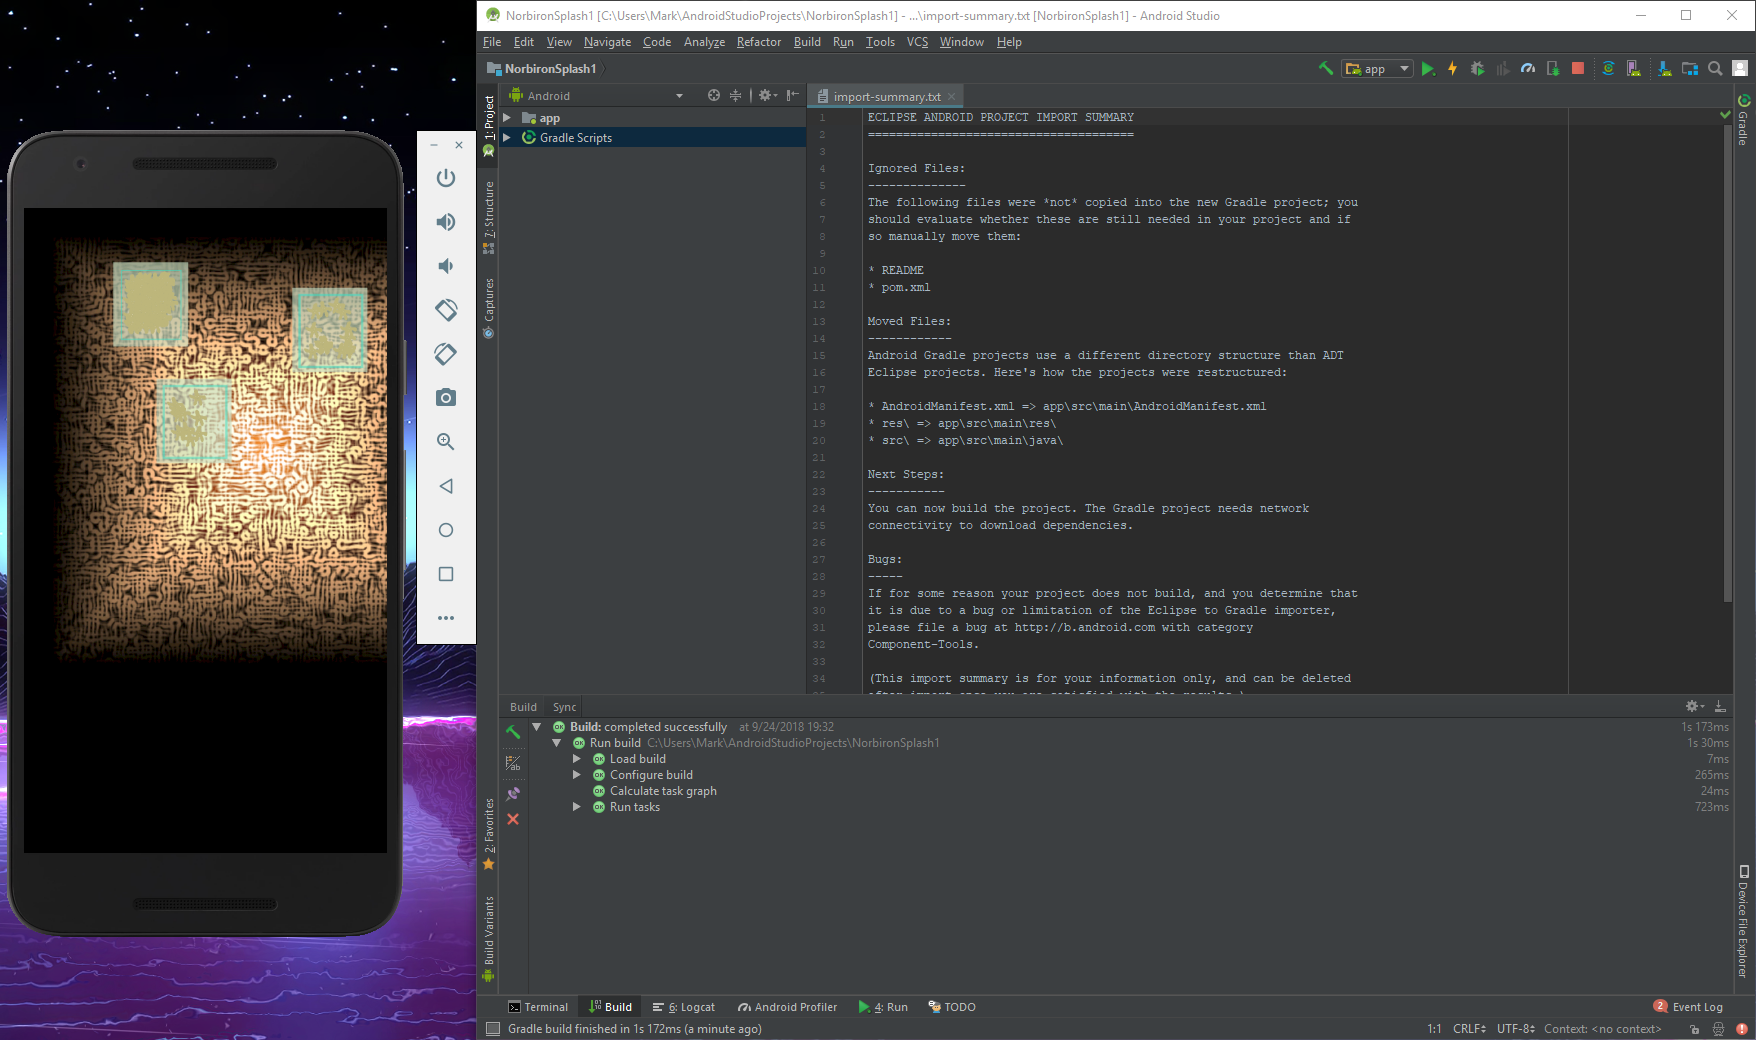 NorbironSplash1 [C:\Users\Mark\AndroidStudioProjects\NorbironSplash1] - ...\import-summary.txt [NorbironSplash1] - Android Studio
File Edit View Navigate Code Analyze Refactor Build Run Tools VCS Window Help
NorbironSplash1
app
Android
import-summary.txt
1: Project
7: Structure
Captures
2: Favorites
Build Variants
app
Gradle Scripts
1 ECLIPSE ANDROID PROJECT IMPORT SUMMARY
2 ======================================
3
4 Ignored Files:
5 --------------
6 The following files were *not* copied into the new Gradle project; you
7 should evaluate whether these are still needed in your project and if
8 so manually move them:
9
10 * README
11 * pom.xml
12
13 Moved Files:
14 ------------
15 Android Gradle projects use a different directory structure than ADT
16 Eclipse projects. Here's how the projects were restructured:
17
18 * AndroidManifest.xml => app\src\main\AndroidManifest.xml
19 * res\ => app\src\main\res\
20 * src\ => app\src\main\java\
21
22 Next Steps:
23 -----------
24 You can now build the project. The Gradle project needs network
25 connectivity to download dependencies.
26
27 Bugs:
28 -----
29 If for some reason your project does not build, and you determine that
30 it is due to a bug or limitation of the Eclipse to Gradle importer,
31 please file a bug at http://b.android.com with category
32 Component-Tools.
33
34 (This import summary is for your information only, and can be deleted
Gradle
Device File Explorer
Build Sync
Build: completed successfully at 9/24/2018 19:32 1s 173ms
Run build C:\Users\Mark\AndroidStudioProjects\NorbironSplash1 1s 30ms
Load build 7ms
Configure build 265ms
Calculate task graph 24ms
Run tasks 723ms
Terminal Build 6: Logcat Android Profiler 4: Run TODO 2 Event Log
Gradle build finished in 1s 172ms (a minute ago) 1:1 CRLF UTF-8 Context: <no context>